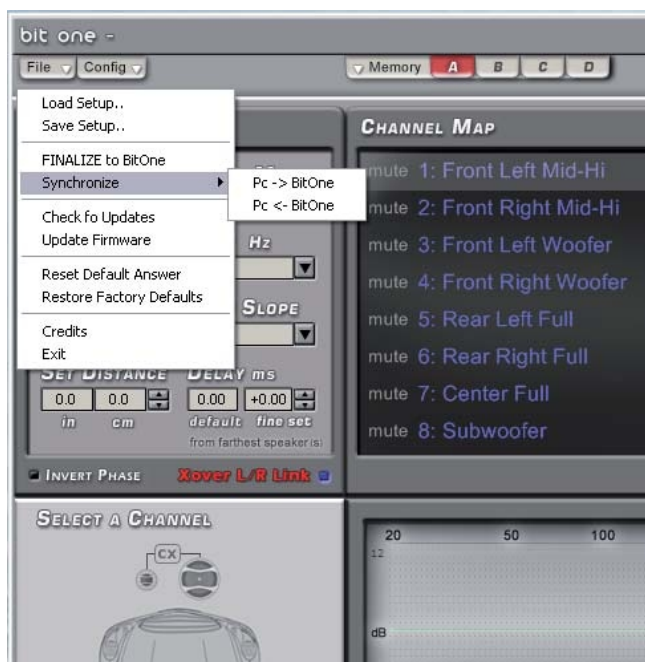 bit one -
File Config Memory A B C D
Load Setup..
Save Setup..
FINALIZE to BitOne
Synchronize
Pc -> BitOne
Pc <- BitOne
Check fo Updates
Update Firmware
Reset Default Answer
Restore Factory Defaults
Credits
Exit
CHANNEL MAP
mute 1: Front Left Mid-Hi
mute 2: Front Right Mid-Hi
mute 3: Front Left Woofer
mute 4: Front Right Woofer
mute 5: Rear Left Full
mute 6: Rear Right Full
mute 7: Center Full
mute 8: Subwoofer
Hz
SLOPE
SET DISTANCE DELAY ms
0.0 0.0 0.00 +0.00
in cm default fine set
from farthest speaker(s)
INVERT PHASE Xover L/R Link
SELECT A CHANNEL
CX
20 50 100
12
dB